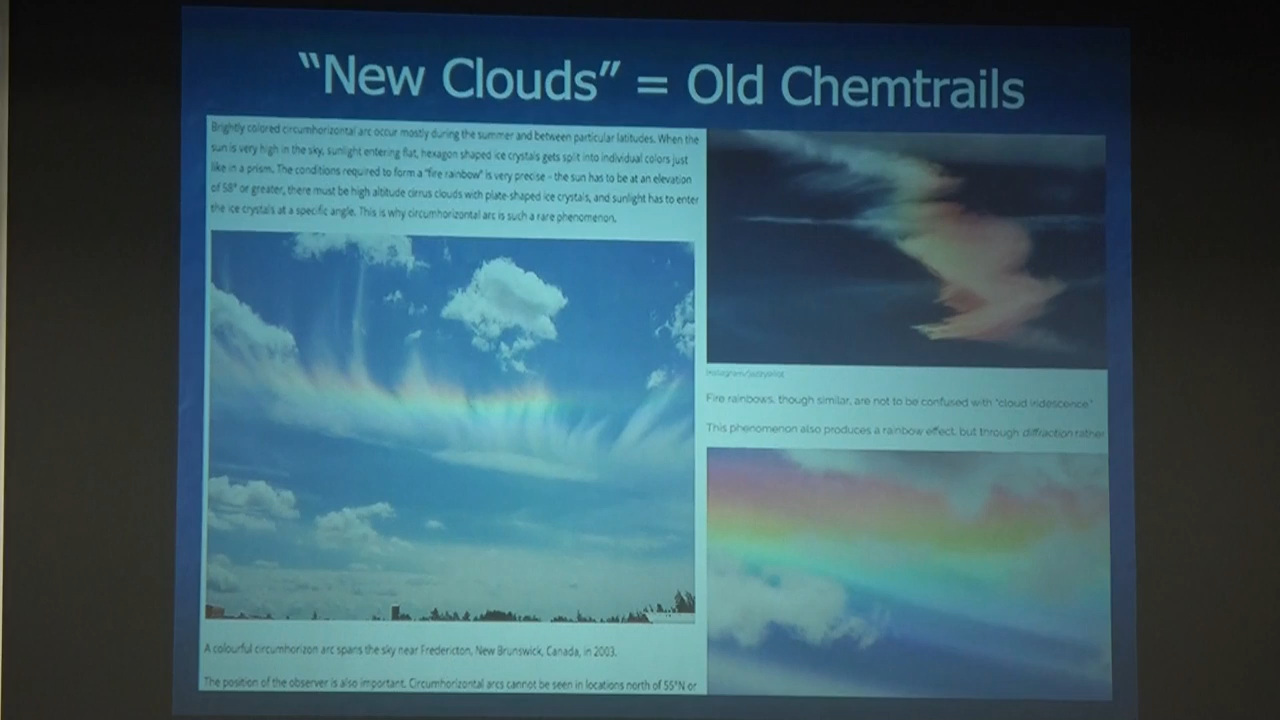 “New Clouds” = Old Chemtrails
Brightly colored circumhorizontal arc occur mostly during the summer and between particular latitudes. When the
sun is very high in the sky, sunlight entering flat, hexagon shaped ice crystals gets split into individual colors just
like in a prism. The conditions required to form a “fire rainbow” is very precise – the sun has to be at an elevation
of 58° or greater, there must be high altitude cirrus clouds with plate-shaped ice crystals, and sunlight has to enter
the ice crystals at a specific angle. This is why circumhorizontal arc is such a rare phenomenon.
A colourful circumhorizon arc spans the sky near Fredericton, New Brunswick, Canada, in 2003.
The position of the observer is also important. Circumhorizontal arcs cannot be seen in locations north of 55°N or
Fire rainbows, though similar, are not to be confused with “cloud iridescence”
This phenomenon also produces a rainbow effect, but through diffraction rather